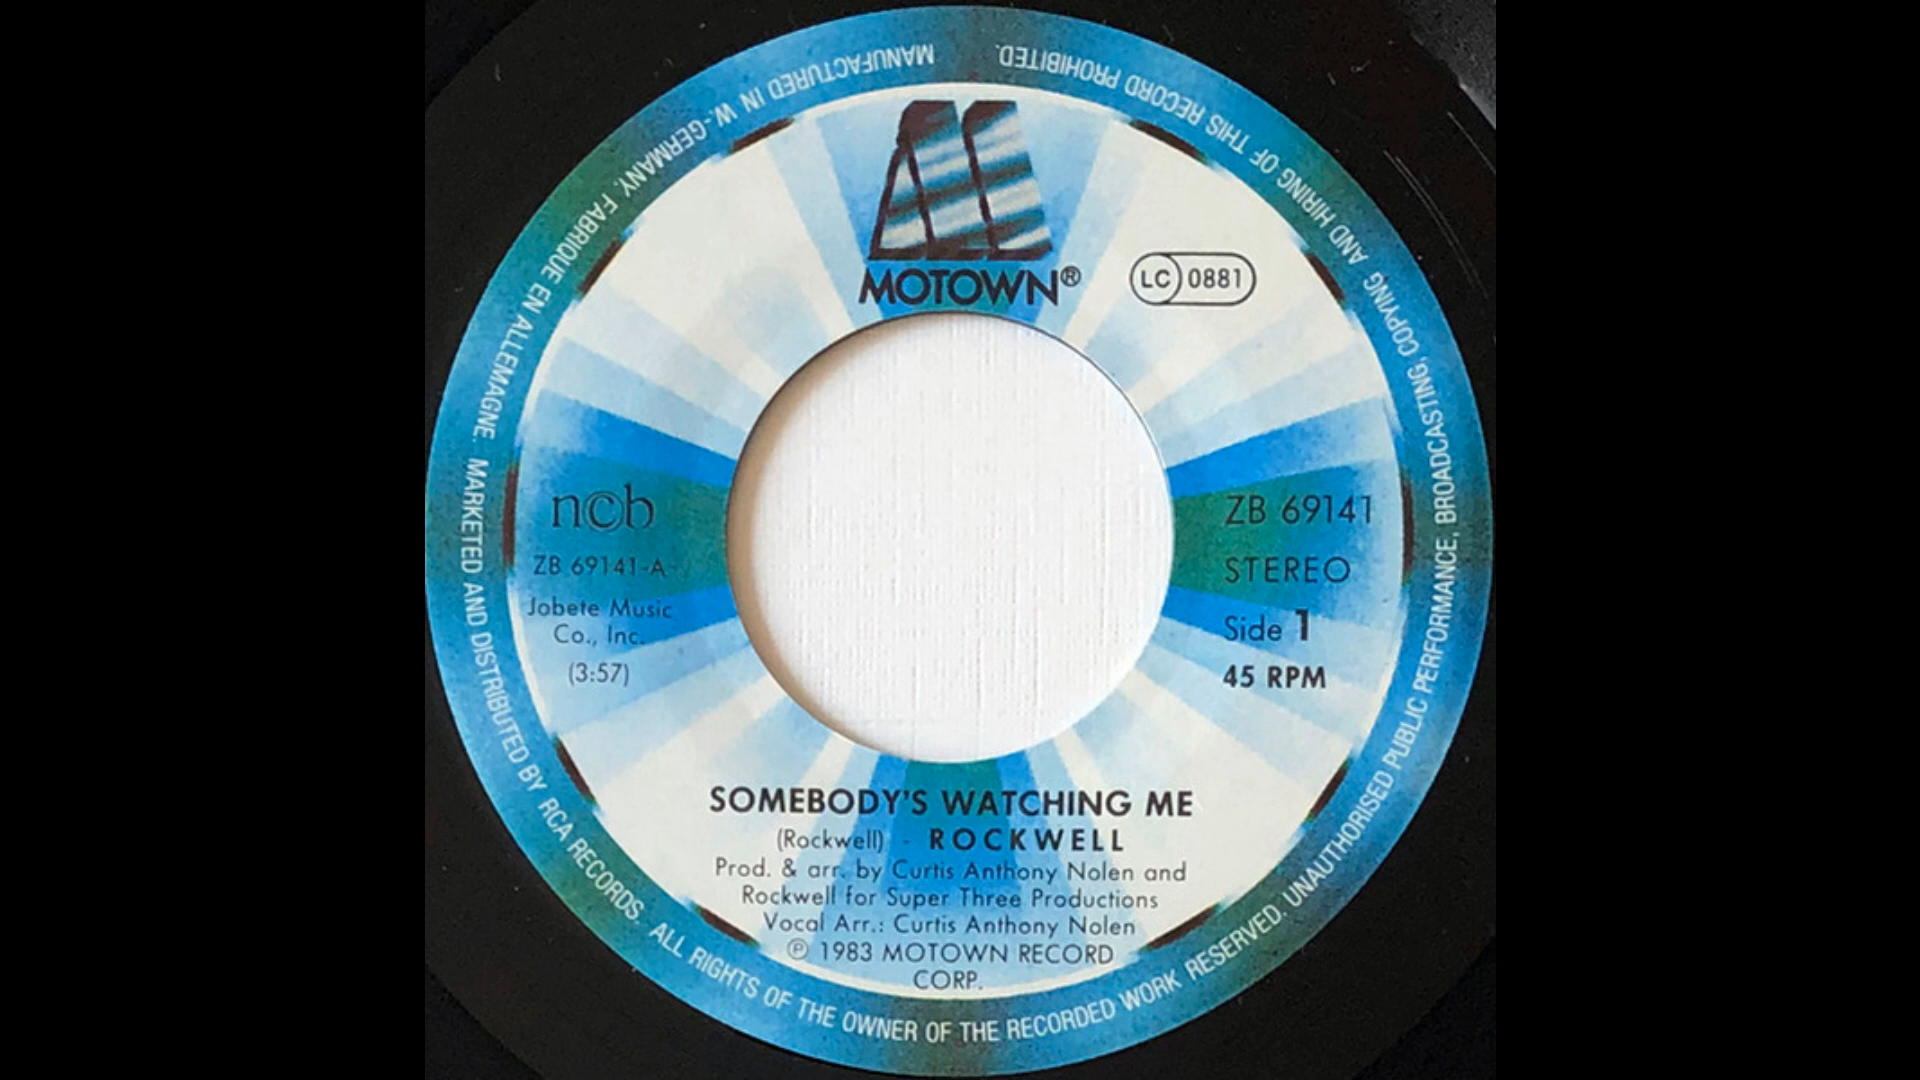 MANUFACTURED IN W.-GERMANY. FABRIQUE EN ALLEMAGNE. MARKETED AND DISTRIBUTED BY RCA RECORDS. ALL RIGHTS OF THE OWNER OF THE RECORDED WORK RESERVED. UNAUTHORISED PUBLIC PERFORMANCE, BROADCASTING, COPYING AND HIRING OF THIS RECORD PROHIBITED.
MOTOWN®
LC 0881
ncb
ZB 69141-A
Jobete Music
Co., Inc.
(3:57)
ZB 69141
STEREO
Side 1
45 RPM
SOMEBODY'S WATCHING ME
(Rockwell) - ROCKWELL
Prod. & arr. by Curtis Anthony Nolen and
Rockwell for Super Three Productions
Vocal Arr.: Curtis Anthony Nolen
℗ 1983 MOTOWN RECORD
CORP.